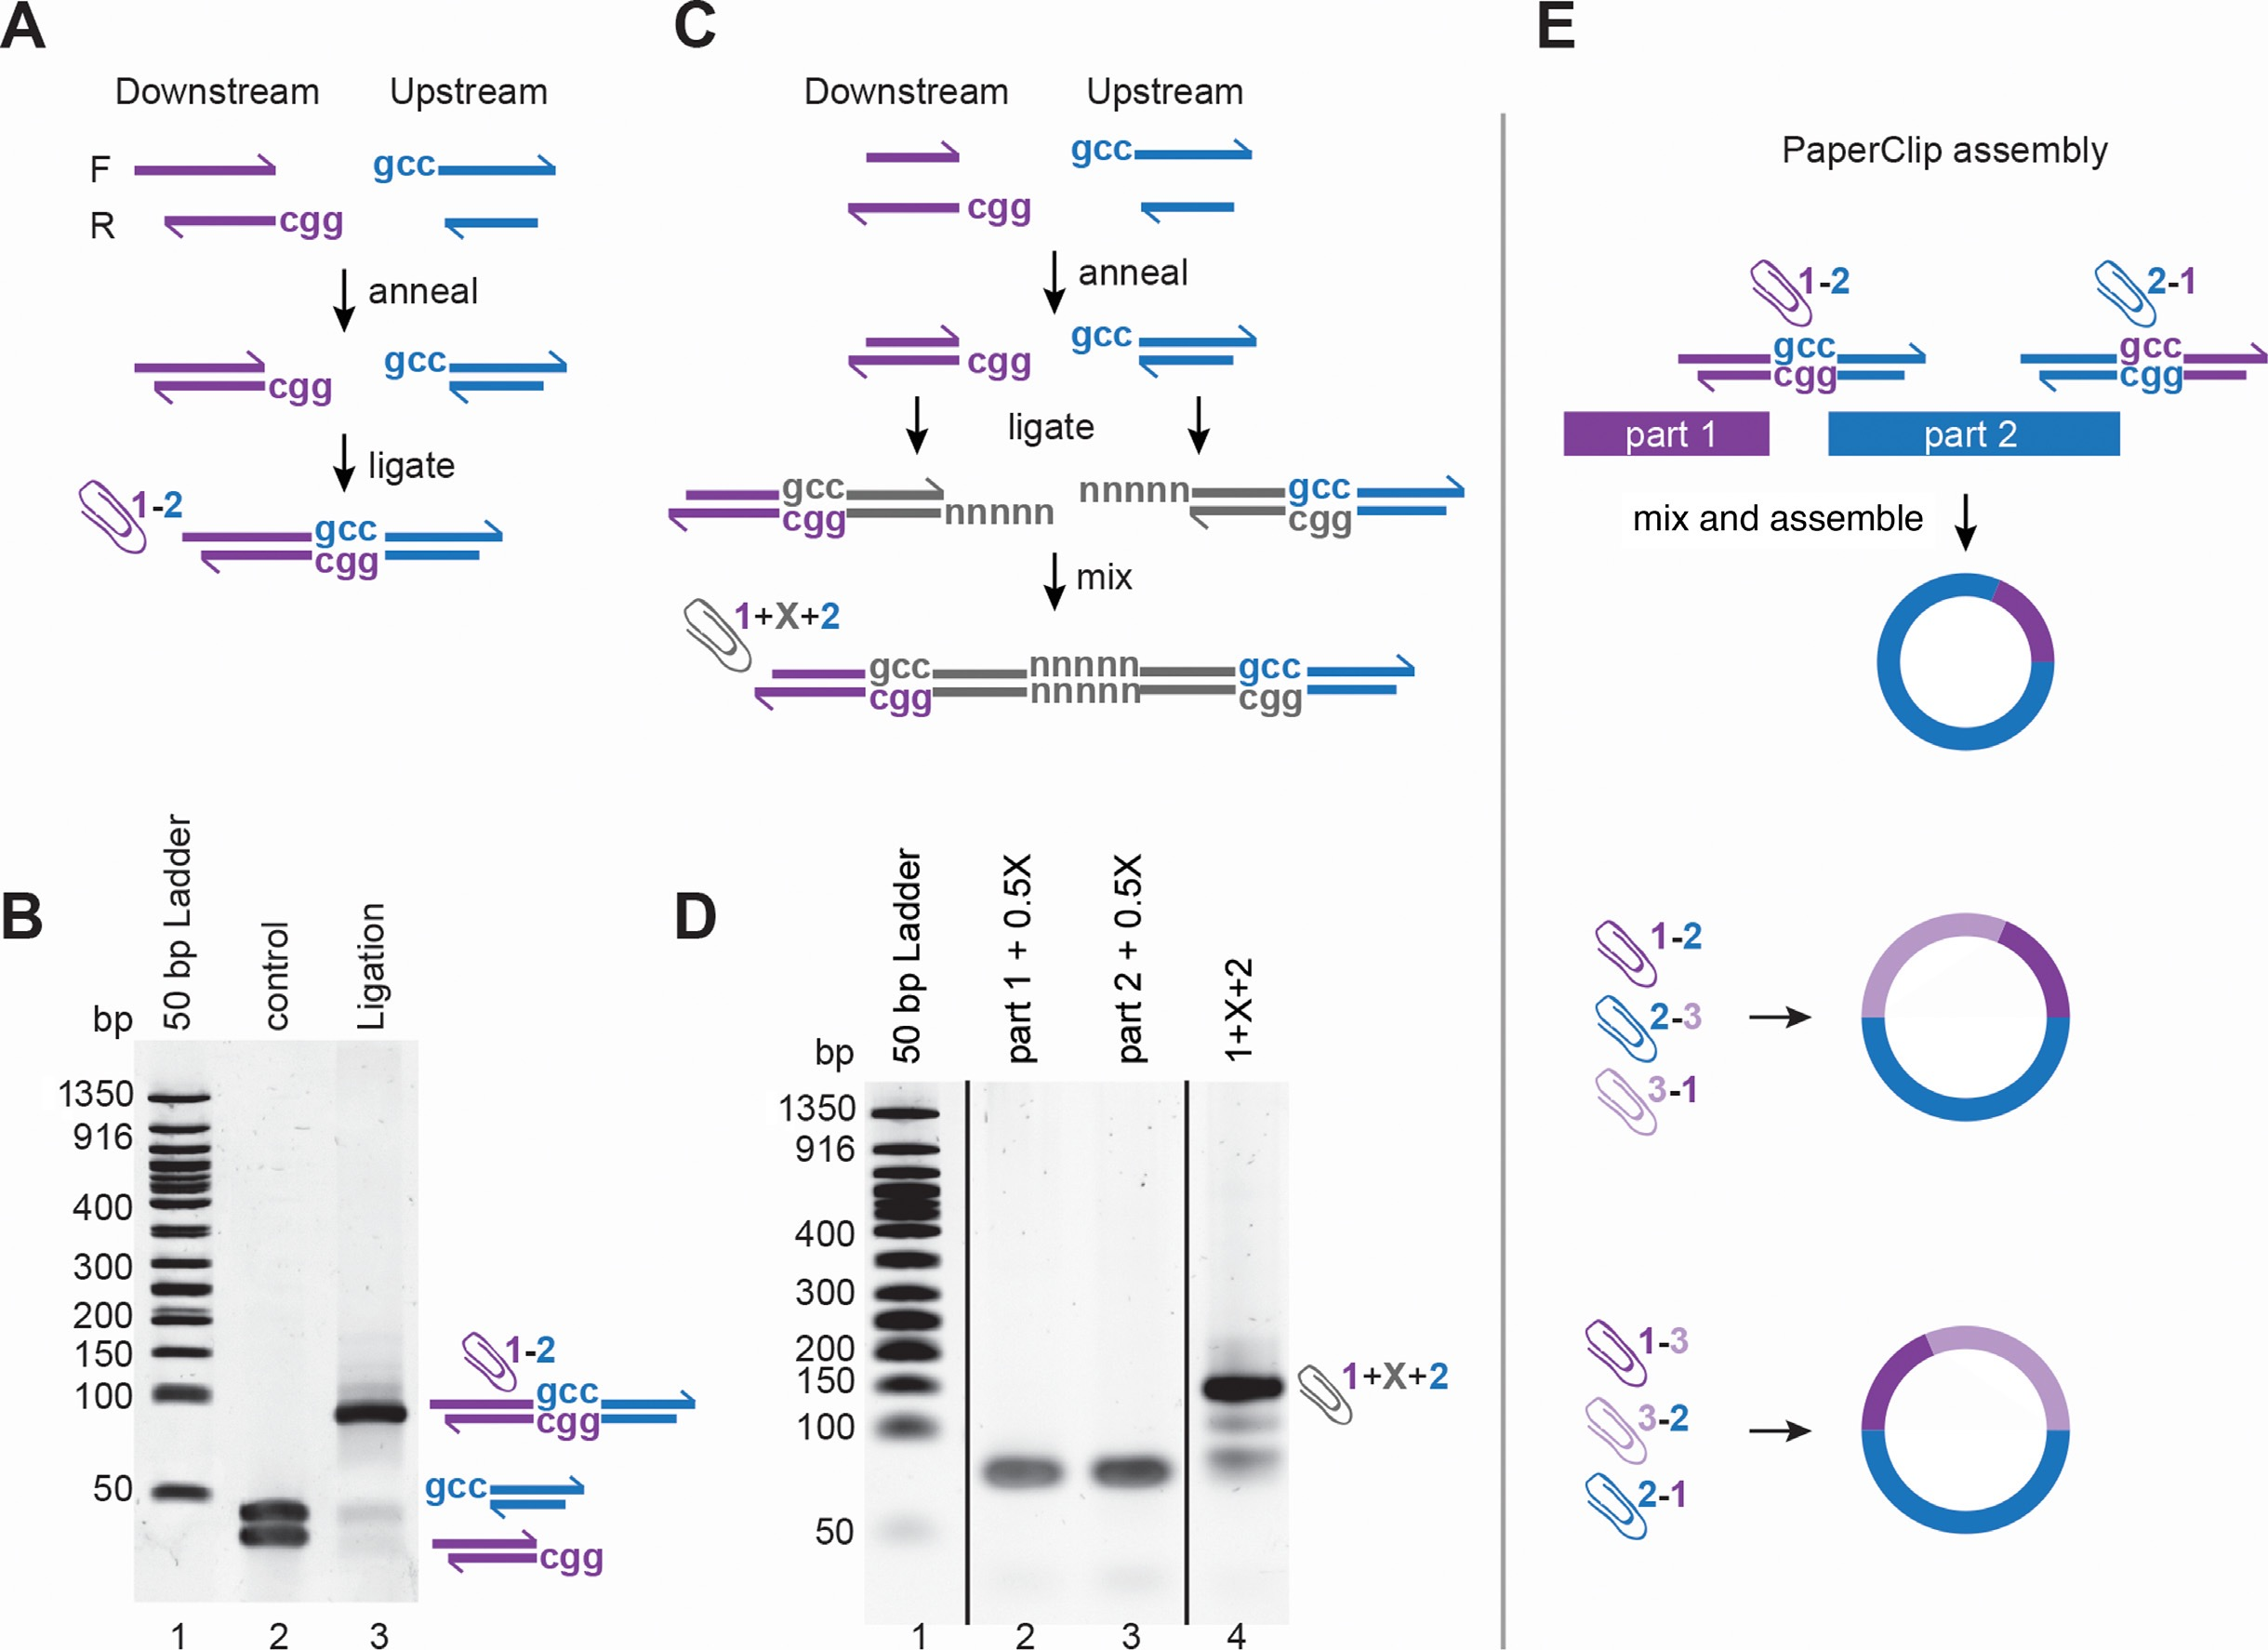 A
Downstream Upstream
F gcc
R cgg
anneal
gcc
cgg
ligate
1-2
gcc
cgg
B
bp 50 bp Ladder control Ligation
1350
916
400
300
200
150
100
50
1-2
gcc
cgg
gcc
cgg
1 2 3
C
Downstream Upstream
gcc
cgg
anneal
gcc
cgg
ligate
gcc nnnnn gcc
cgg nnnnn cgg
mix
1+X+2
gcc nnnnn gcc
cgg nnnnn cgg
D
bp 50 bp Ladder part 1 + 0.5X part 2 + 0.5X 1+X+2
1350
916
400
300
200
150
100
50
1+X+2
1 2 3 4
E
PaperClip assembly
1-2 2-1
gcc gcc
cgg cgg
part 1 part 2
mix and assemble
1-2
2-3
3-1
1-3
3-2
2-1